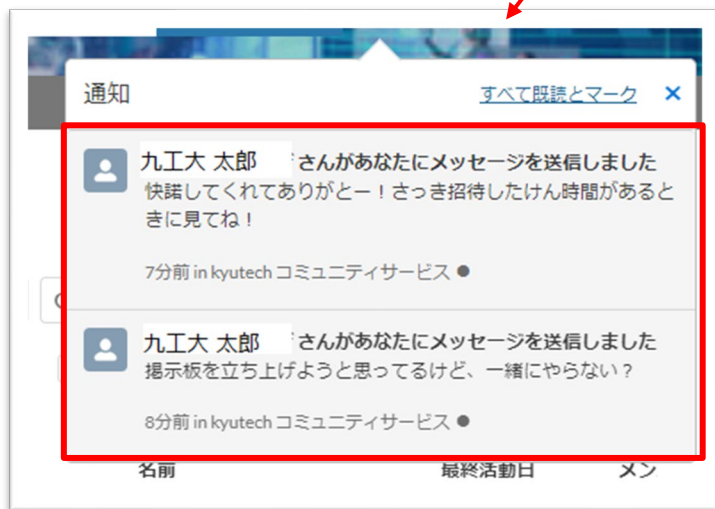 通知 すべて既読とマーク ×
九工大 太郎 さんがあなたにメッセージを送信しました
快諾してくれてありがとー！さっき招待したけん時間があると
きに見てね！
7分前 in kyutech コミュニティサービス ●
九工大 太郎 さんがあなたにメッセージを送信しました
掲示板を立ち上げようと思ってるけど、一緒にやらない？
8分前 in kyutech コミュニティサービス ●
名前 最終活動日 メン